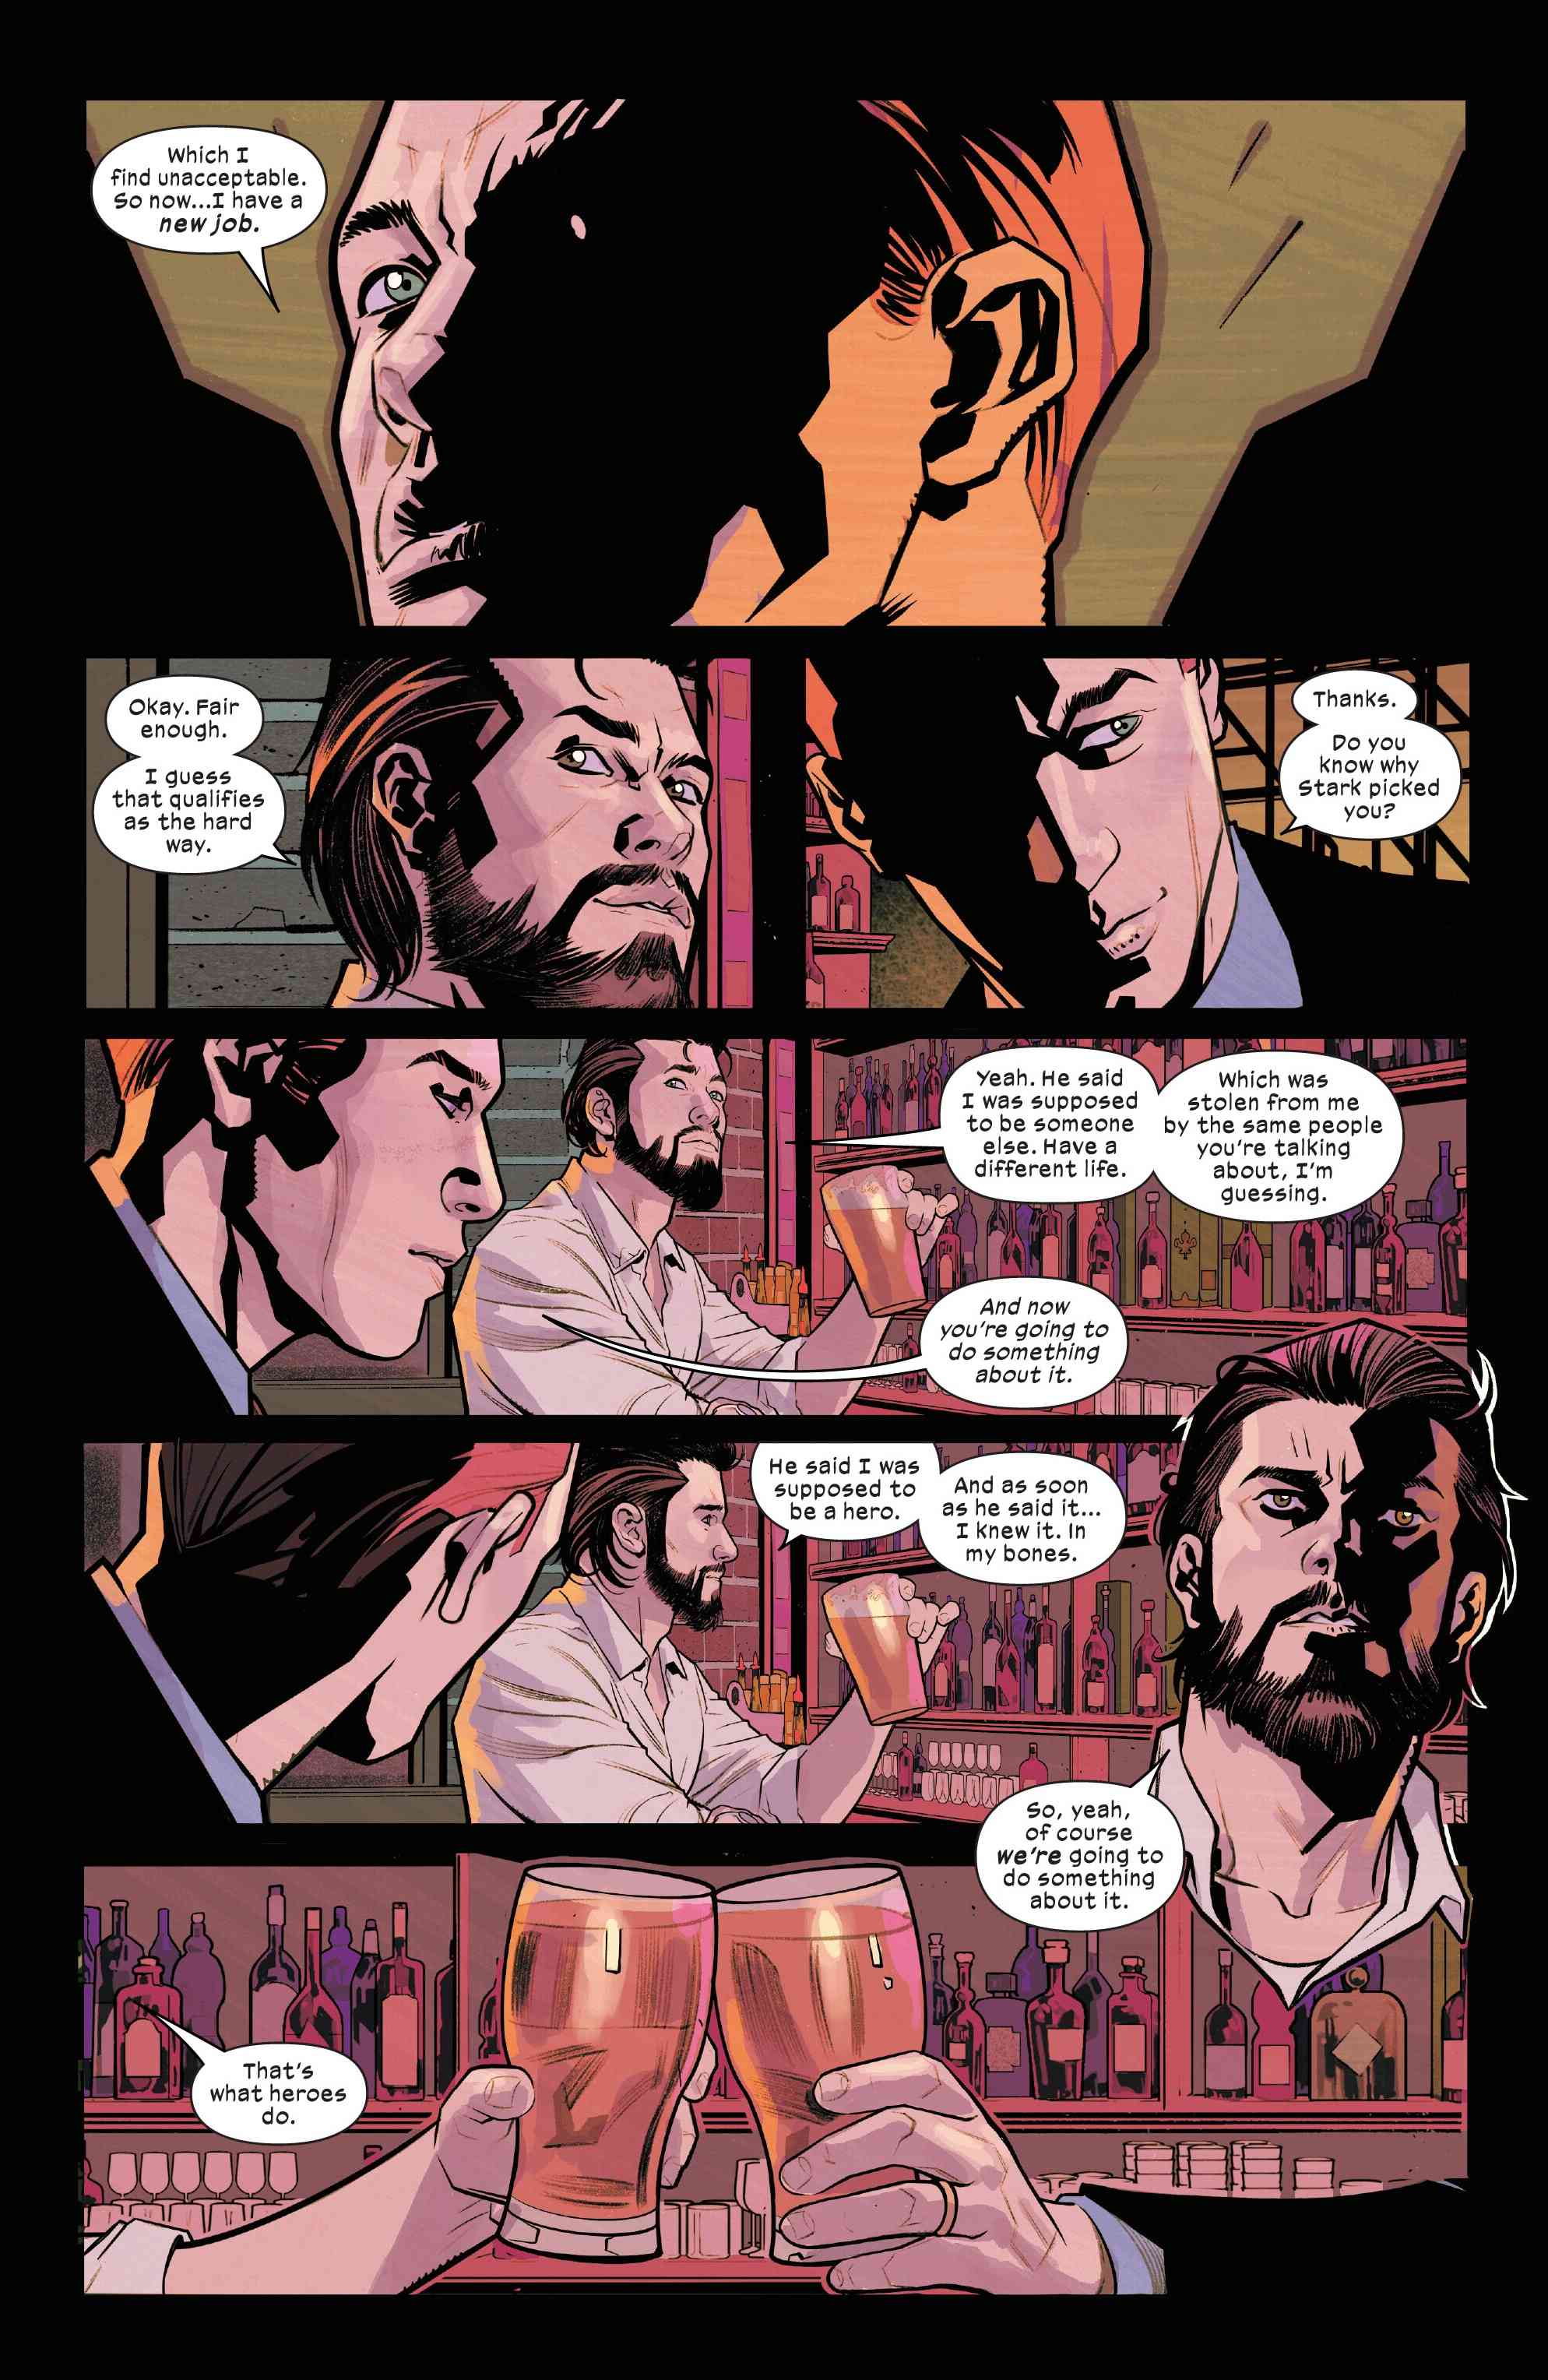 Which I
find unacceptable.
So now...I have a
new job.
Okay. Fair
enough.
I guess
that qualifies
as the hard
way.
Thanks.
Do you
know why
Stark picked
you?
Yeah. He said
I was supposed
to be someone
else. Have a
different life.
Which was
stolen from me
by the same people
you're talking
about, I'm
guessing.
And now
you're going to
do something
about it.
He said I was
supposed to
be a hero.
And as soon
as he said it...
I knew it. In
my bones.
So, yeah,
of course
we're going to
do something
about it.
That's
what heroes
do.